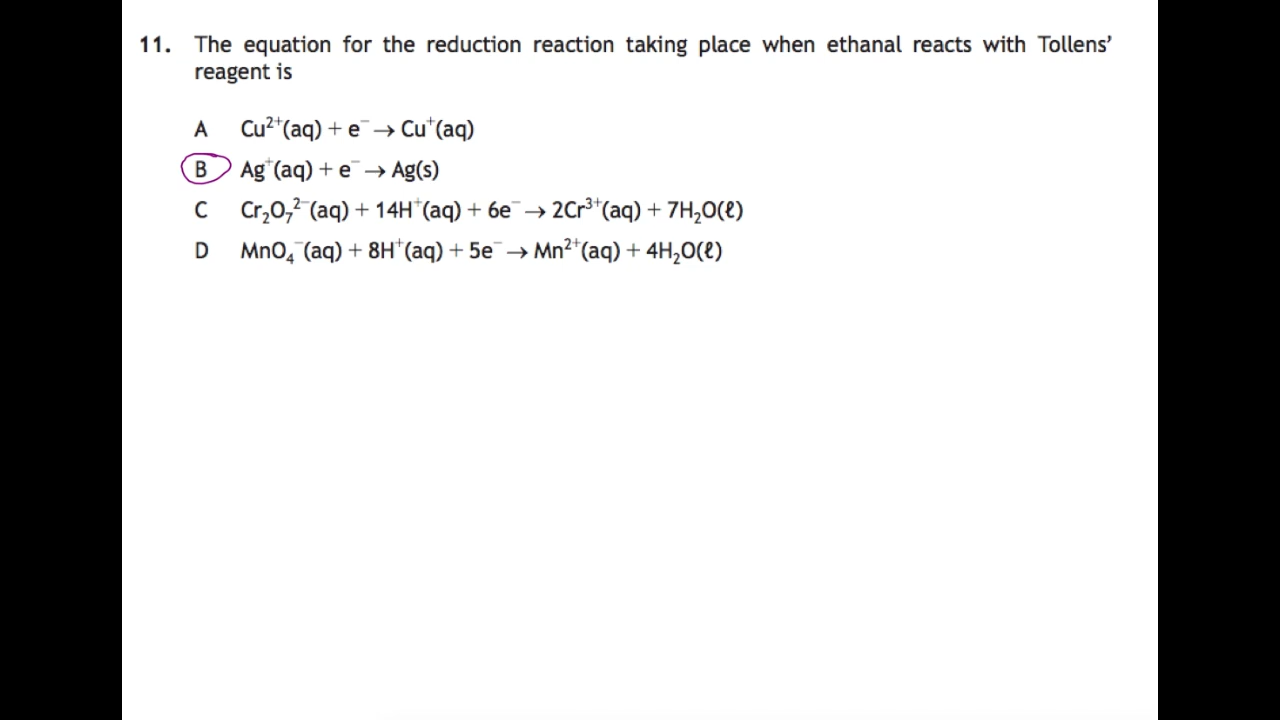 11. The equation for the reduction reaction taking place when ethanal reacts with Tollens’
reagent is
A Cu²⁺(aq) + e⁻ → Cu⁺(aq)
B Ag⁺(aq) + e⁻ → Ag(s)
C Cr₂O₇²⁻(aq) + 14H⁺(aq) + 6e⁻ → 2Cr³⁺(aq) + 7H₂O(ℓ)
D MnO₄⁻(aq) + 8H⁺(aq) + 5e⁻ → Mn²⁺(aq) + 4H₂O(ℓ)